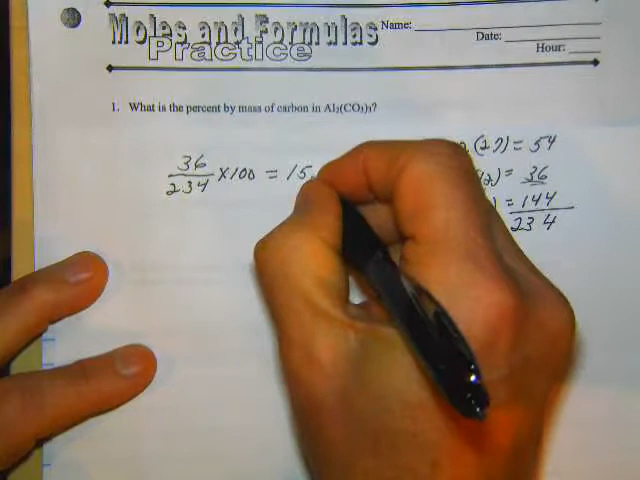 Moles and Formulas
Practice
Name:
Date:
Hour:
1. What is the percent by mass of carbon in Al₂(CO₃)₃?
36/234 x100 = 15.
(27) = 54
(12) = 36
) = 144
234